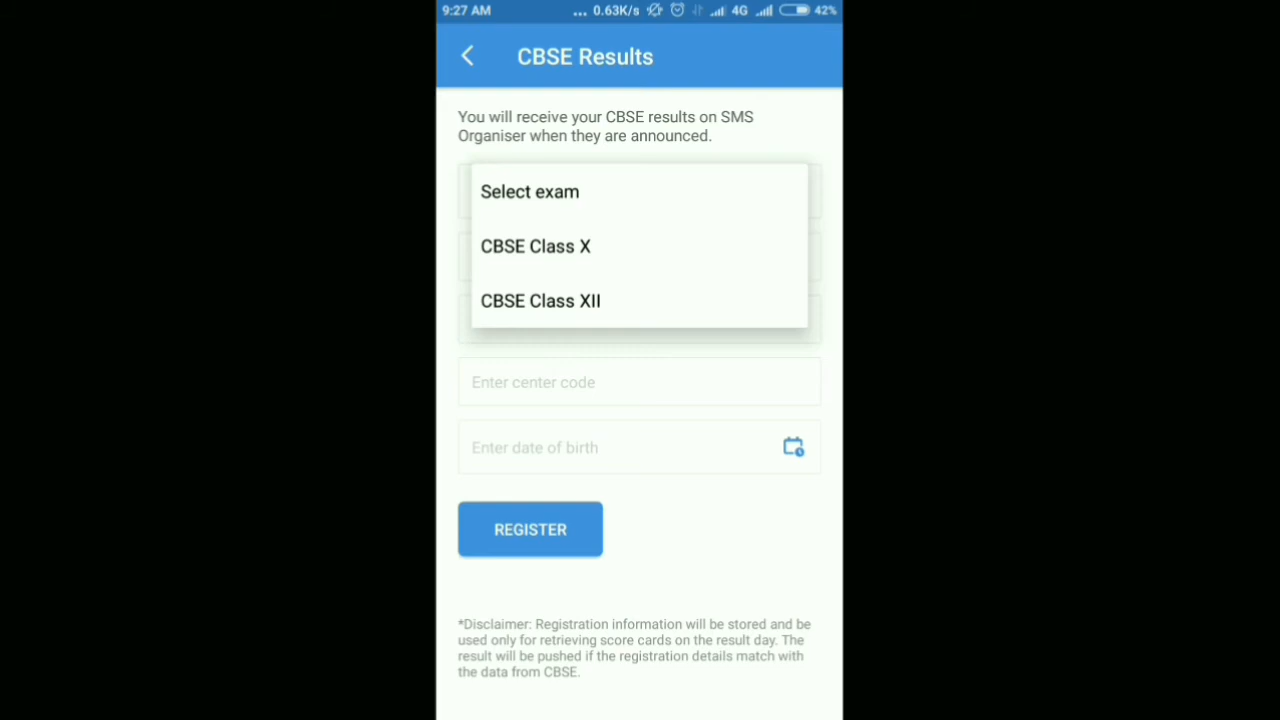 9:27 AM ... 0.63K/s 4G 42%
CBSE Results
You will receive your CBSE results on SMS
Organiser when they are announced.
Select exam
CBSE Class X
CBSE Class XII
Enter center code
Enter date of birth
REGISTER
*Disclaimer: Registration information will be stored and be
used only for retrieving score cards on the result day. The
result will be pushed if the registration details match with
the data from CBSE.